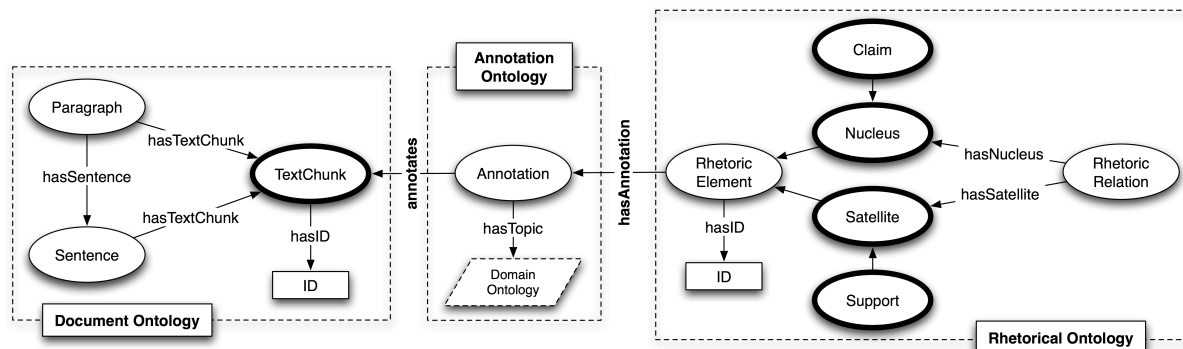 Paragraph
hasTextChunk
hasSentence
TextChunk
hasTextChunk
Sentence
hasID
ID
Document Ontology
annotates
Annotation
Ontology
Annotation
hasTopic
Domain
Ontology
hasAnnotation
Claim
Nucleus
hasNucleus
Rhetoric
Element
Rhetoric
Relation
hasSatellite
Satellite
hasID
ID
Support
Rhetorical Ontology